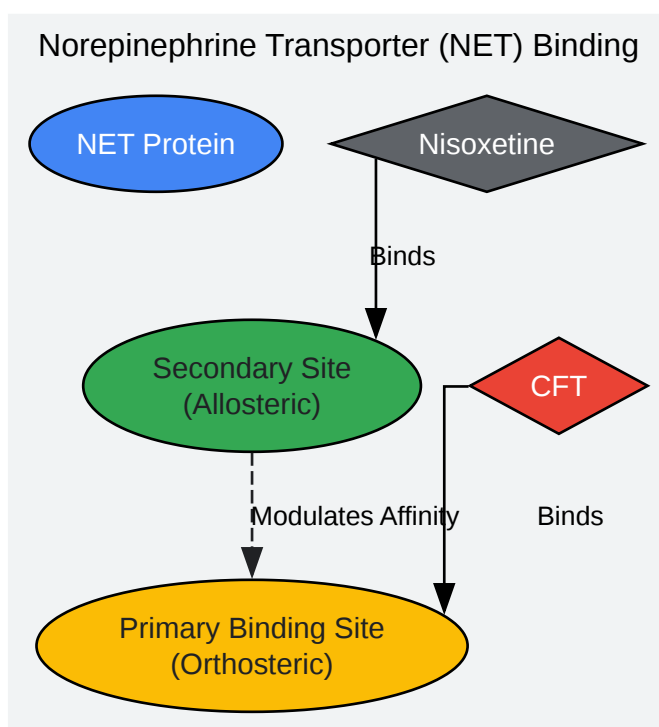 Norepinephrine Transporter (NET) Binding
NET Protein
Nisoxetine
Binds
Secondary Site
(Allosteric)
CFT
Modulates Affinity
Binds
Primary Binding Site
(Orthosteric)